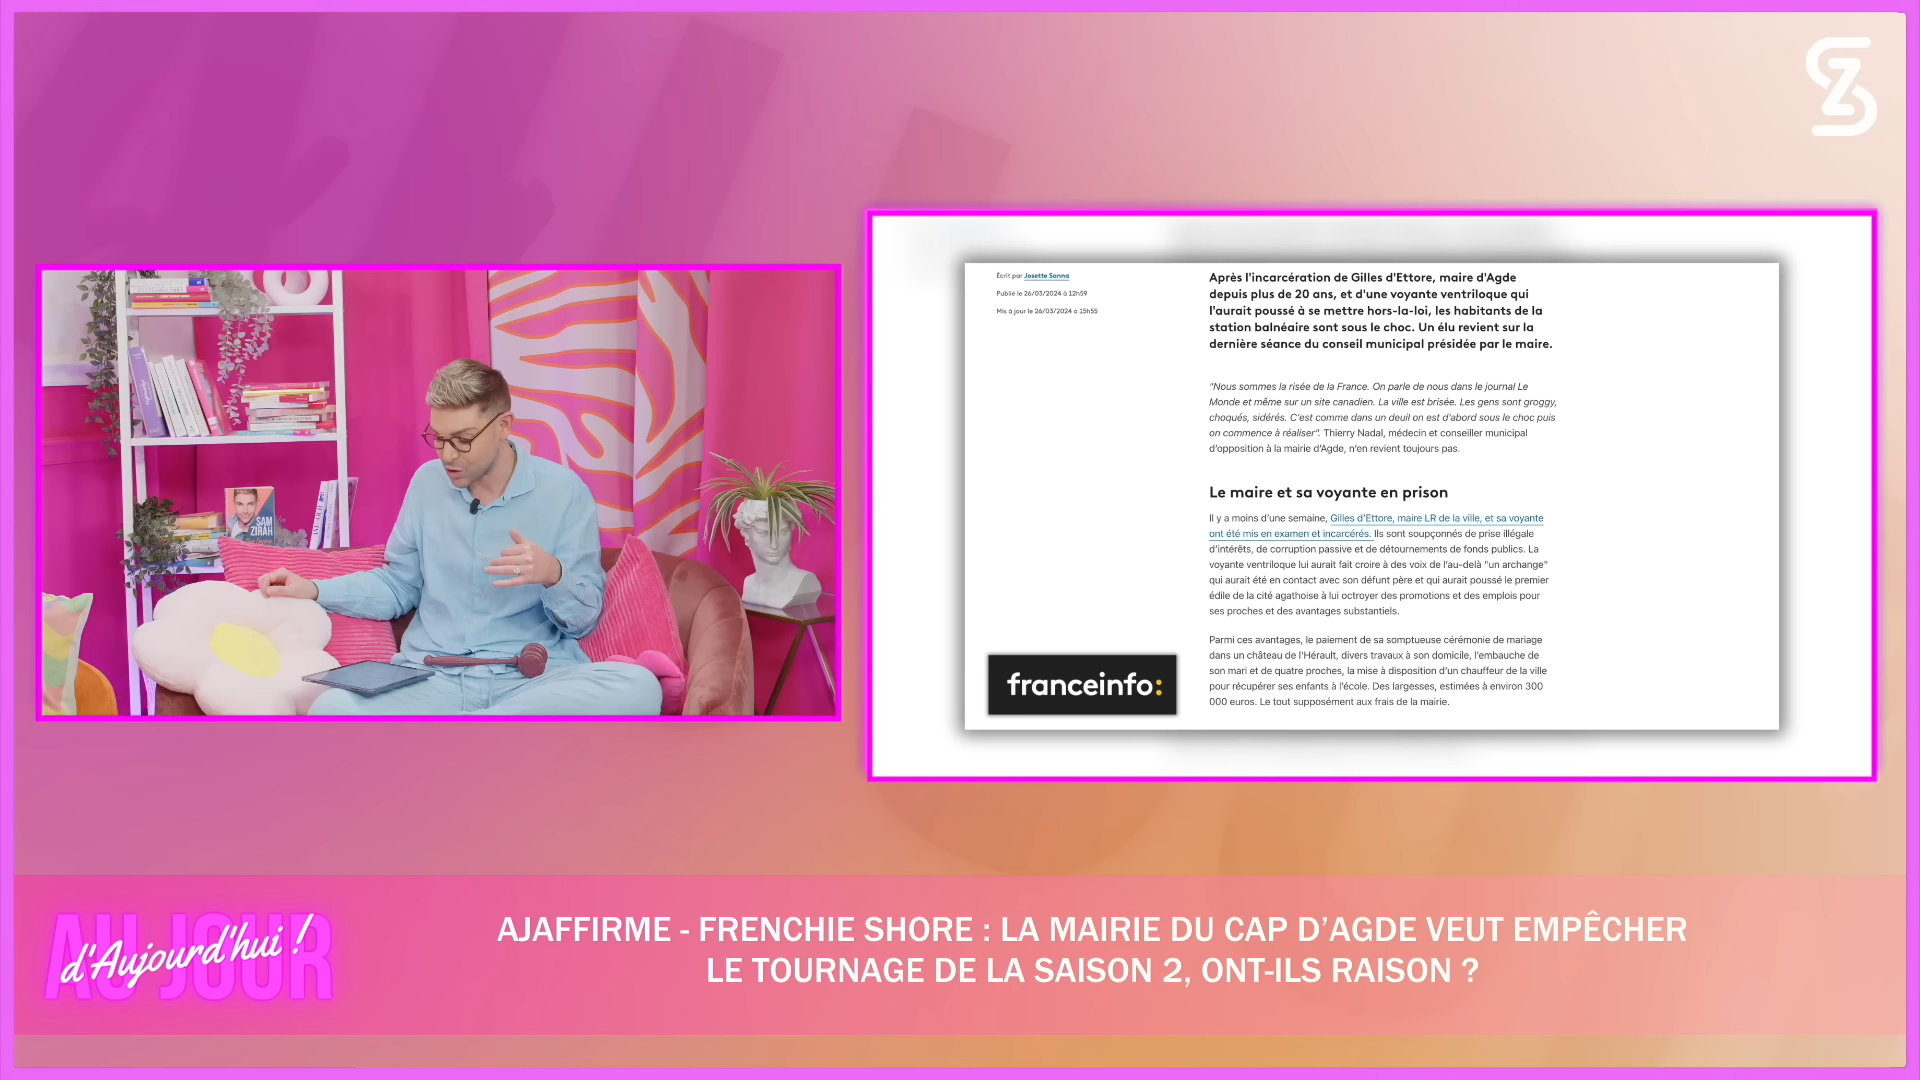 SZ
SAM
ZIRAH
Écrit par Josette Sanna
Publié le 26/03/2024 à 12h59
Mis à jour le 26/03/2024 à 15h55
Après l'incarcération de Gilles d'Ettore, maire d'Agde
depuis plus de 20 ans, et d'une voyante ventriloque qui
l'aurait poussé à se mettre hors-la-loi, les habitants de la
station balnéaire sont sous le choc. Un élu revient sur la
dernière séance du conseil municipal présidée par le maire.
"Nous sommes la risée de la France. On parle de nous dans le journal Le
Monde et même sur un site canadien. La ville est brisée. Les gens sont groggy,
choqués, sidérés. C'est comme dans un deuil on est d'abord sous le choc puis
on commence à réaliser". Thierry Nadal, médecin et conseiller municipal
d'opposition à la mairie d'Agde, n'en revient toujours pas.
Le maire et sa voyante en prison
Il y a moins d'une semaine, Gilles d'Ettore, maire LR de la ville, et sa voyante
ont été mis en examen et incarcérés. Ils sont soupçonnés de prise illégale
d'intérêts, de corruption passive et de détournements de fonds publics. La
voyante ventriloque lui aurait fait croire à des voix de l'au-delà "un archange"
qui aurait été en contact avec son défunt père et qui aurait poussé le premier
édile de la cité agathoise à lui octroyer des promotions et des emplois pour
ses proches et des avantages substantiels.
Parmi ces avantages, le paiement de sa somptueuse cérémonie de mariage
dans un château de l'Hérault, divers travaux à son domicile, l'embauche de
son mari et de quatre proches, la mise à disposition d'un chauffeur de la ville
pour récupérer ses enfants à l'école. Des largesses, estimées à environ 300
000 euros. Le tout supposément aux frais de la mairie.
franceinfo:
AU JOUR
d'Aujourd'hui !
AJAFFIRME - FRENCHIE SHORE : LA MAIRIE DU CAP D'AGDE VEUT EMPÊCHER
LE TOURNAGE DE LA SAISON 2, ONT-ILS RAISON ?